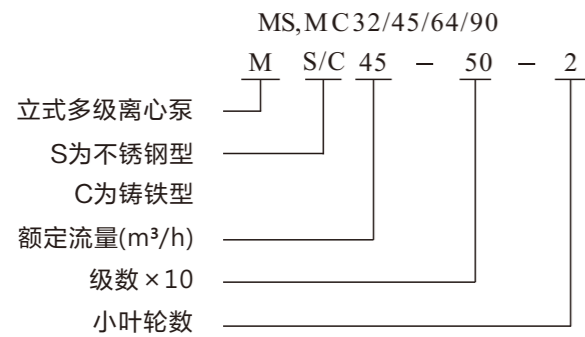 MS,MC32/45/64/90
M S/C 45 － 50 － 2
立式多级离心泵
S为不锈钢型
C为铸铁型
额定流量(m³/h)
级数×10
小叶轮数